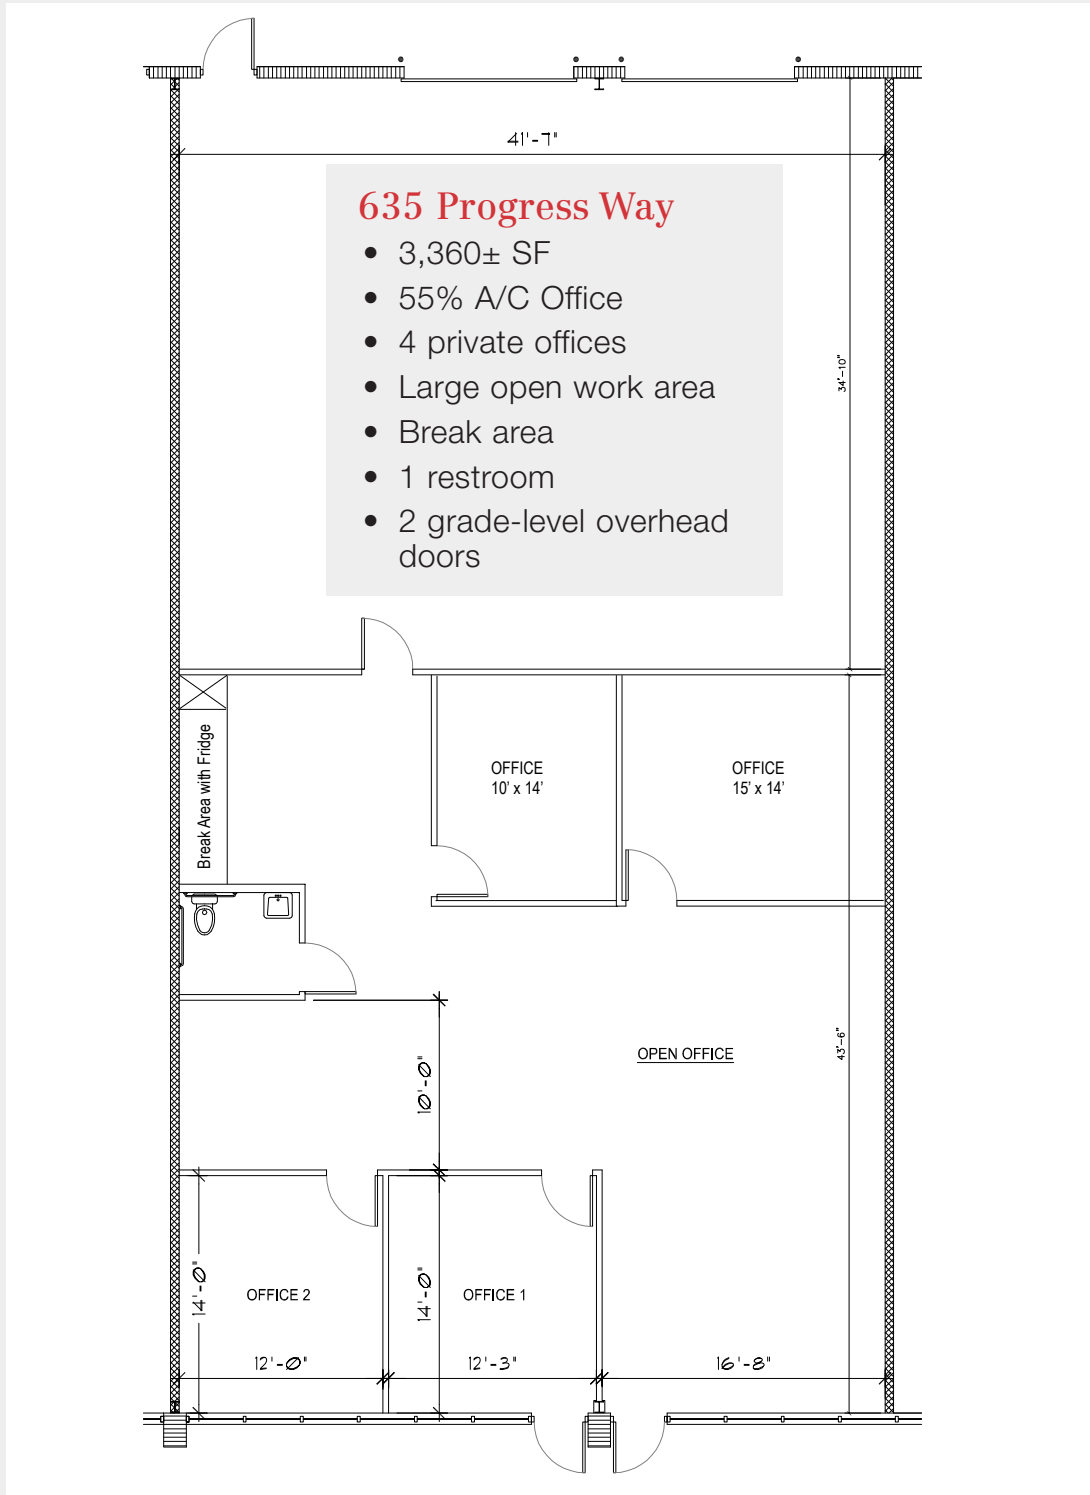 41'-7"
635 Progress Way
• 3,360± SF
• 55% A/C Office
• 4 private offices
• Large open work area
• Break area
• 1 restroom
• 2 grade-level overhead
doors
34'-10"
Break Area with Fridge
OFFICE
10' x 14'
OFFICE
15' x 14'
OPEN OFFICE
43'-6"
10'-0"
14'-0"
OFFICE 2
14'-0"
OFFICE 1
12'-0"
12'-3"
16'-8"